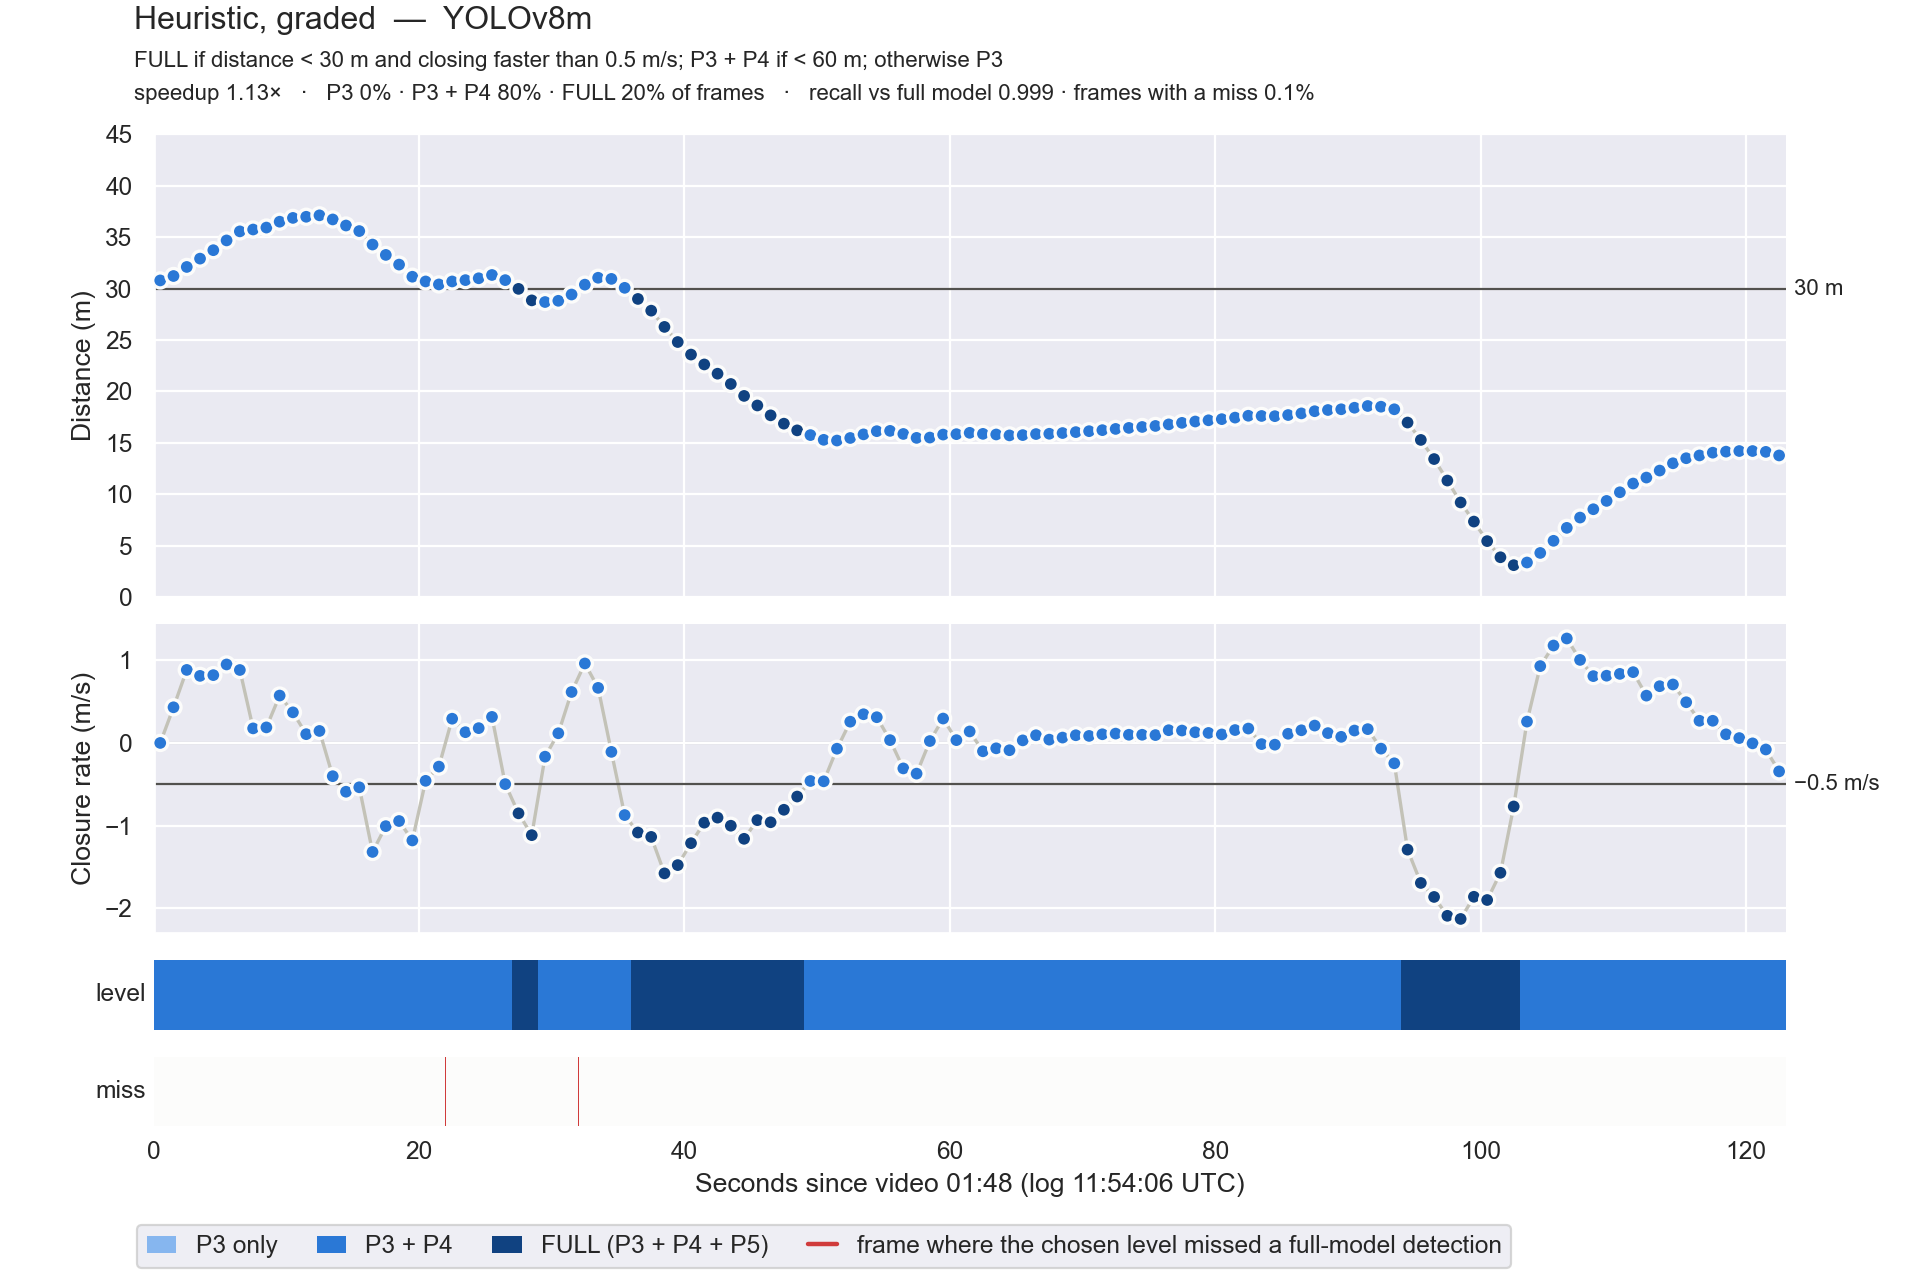 Heuristic, graded — YOLOv8m
FULL if distance < 30 m and closing faster than 0.5 m/s; P3 + P4 if < 60 m; otherwise P3
speedup 1.13× · P3 0% · P3 + P4 80% · FULL 20% of frames · recall vs full model 0.999 · frames with a miss 0.1%
45
40
35
30
25
20
15
10
5
0
Distance (m)
30 m
1
0
−1
−2
Closure rate (m/s)
−0.5 m/s
level
miss
0 20 40 60 80 100 120
Seconds since video 01:48 (log 11:54:06 UTC)
P3 only P3 + P4 FULL (P3 + P4 + P5) frame where the chosen level missed a full-model detection